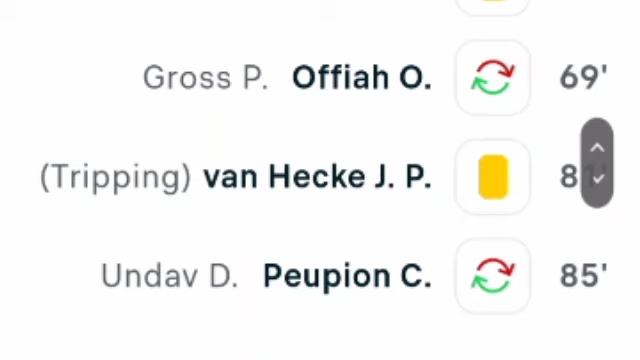 Gross P. Offiah O. 69'
(Tripping) van Hecke J. P.
Undav D. Peupion C. 85'